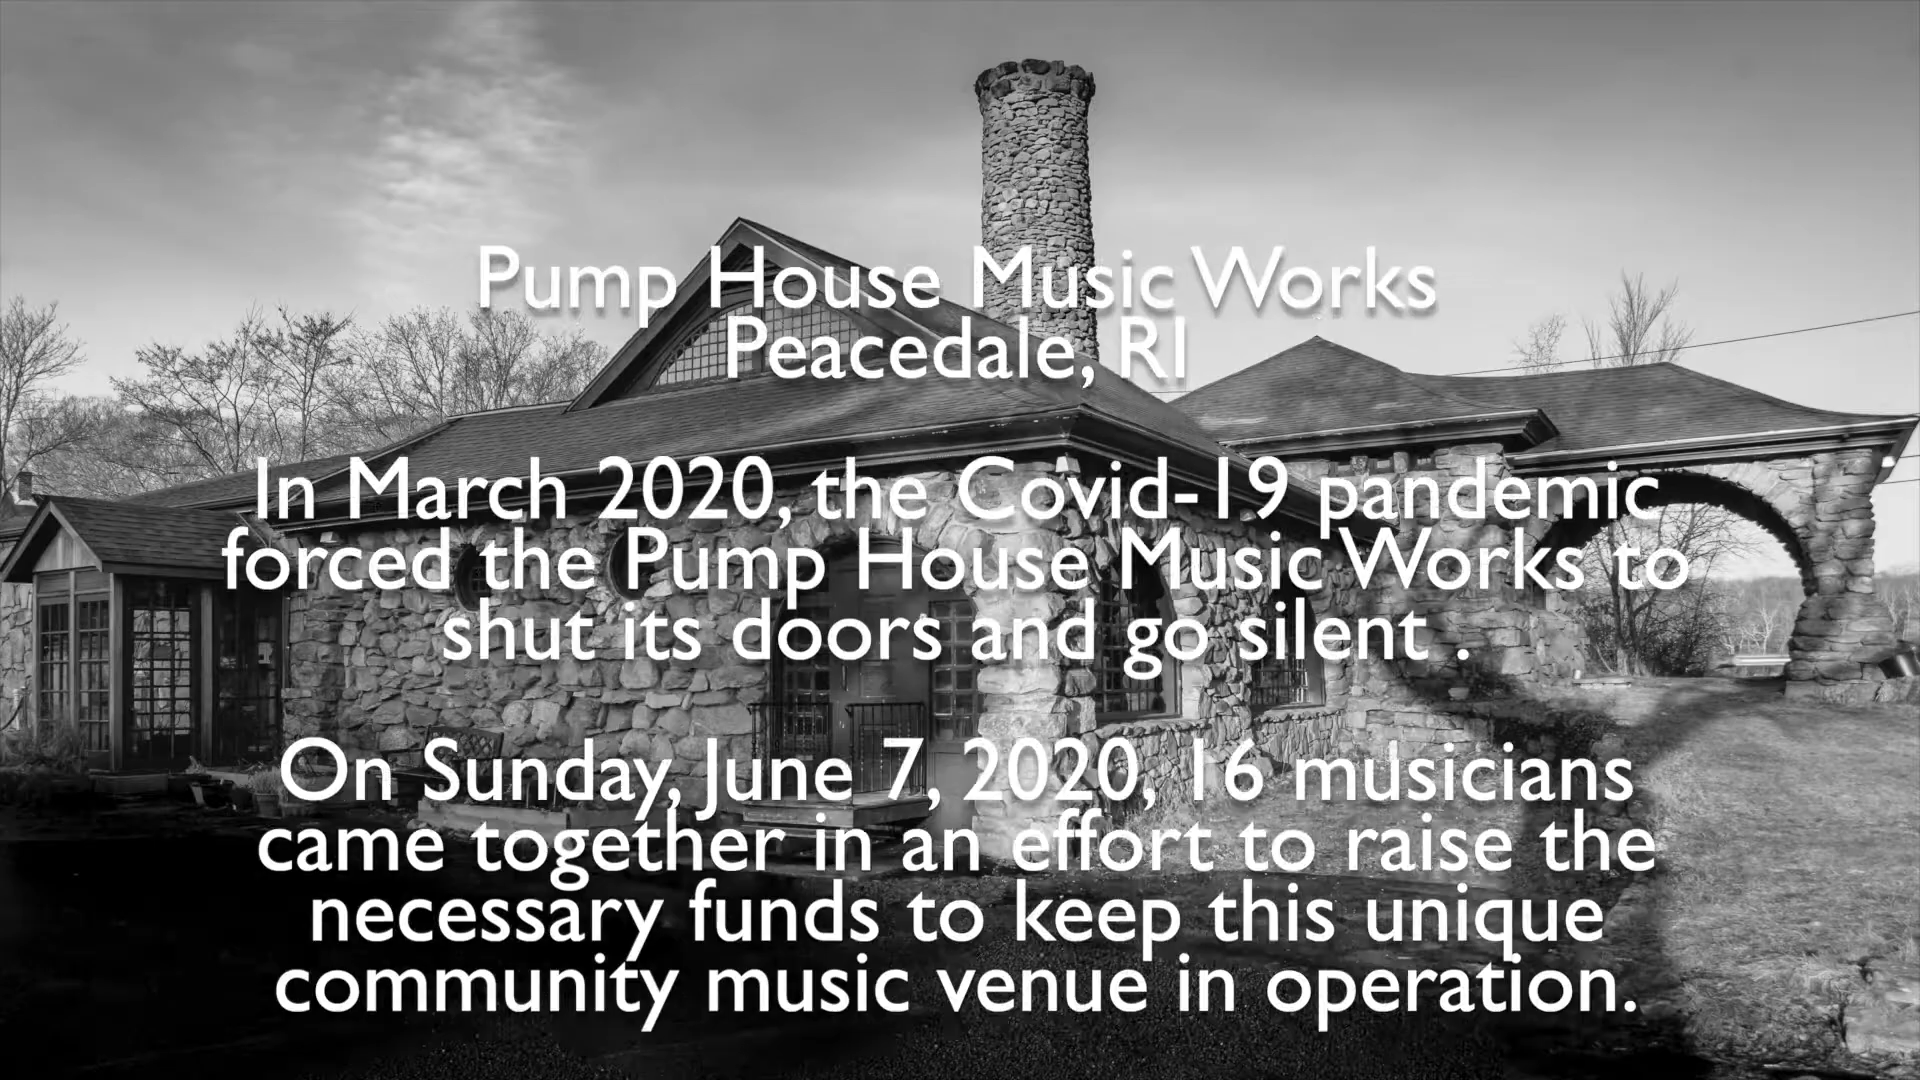 Pump House Music Works
Peacedale, RI
In March 2020, the Covid-19 pandemic
forced the Pump House Music Works to
shut its doors and go silent .
On Sunday, June 7, 2020, 16 musicians
came together in an effort to raise the
necessary funds to keep this unique
community music venue in operation.